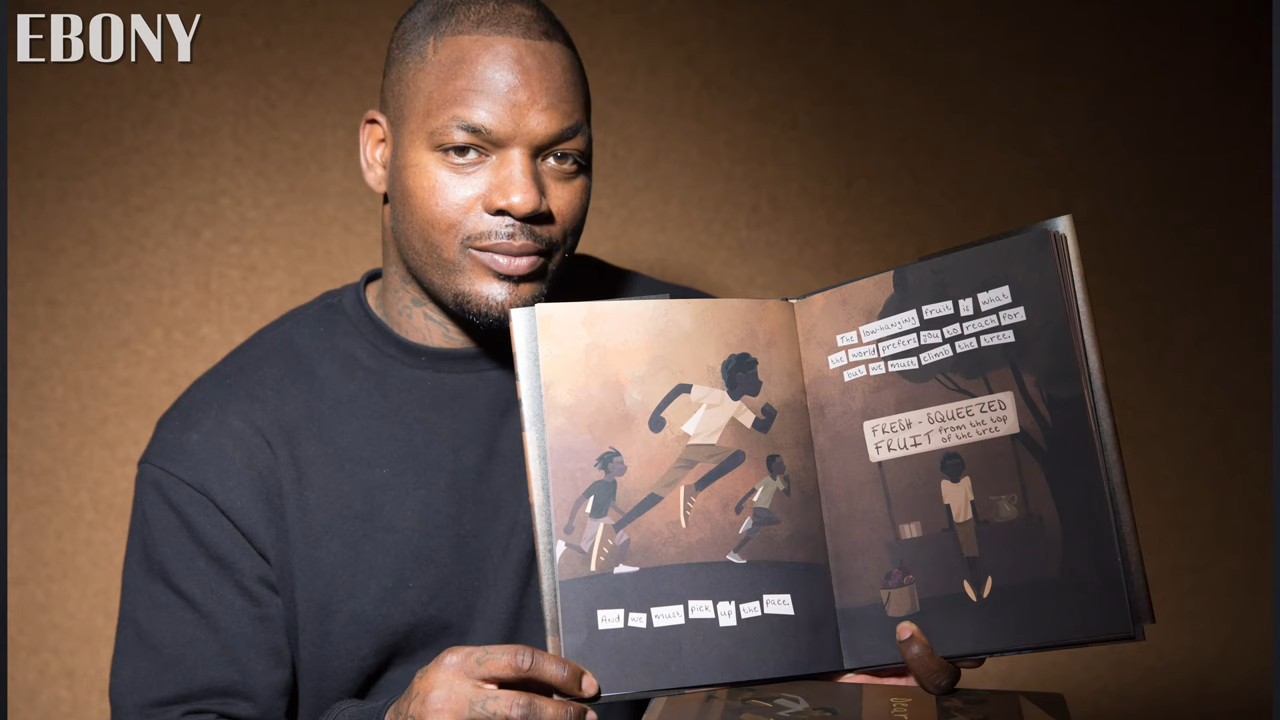 EBONY
And we must pick up the pace.
The low-hanging fruit is what
the world prefers you to reach for,
but we must climb the tree.
FRESH-SQUEEZED
FRUIT from the top
of the tree
Dear